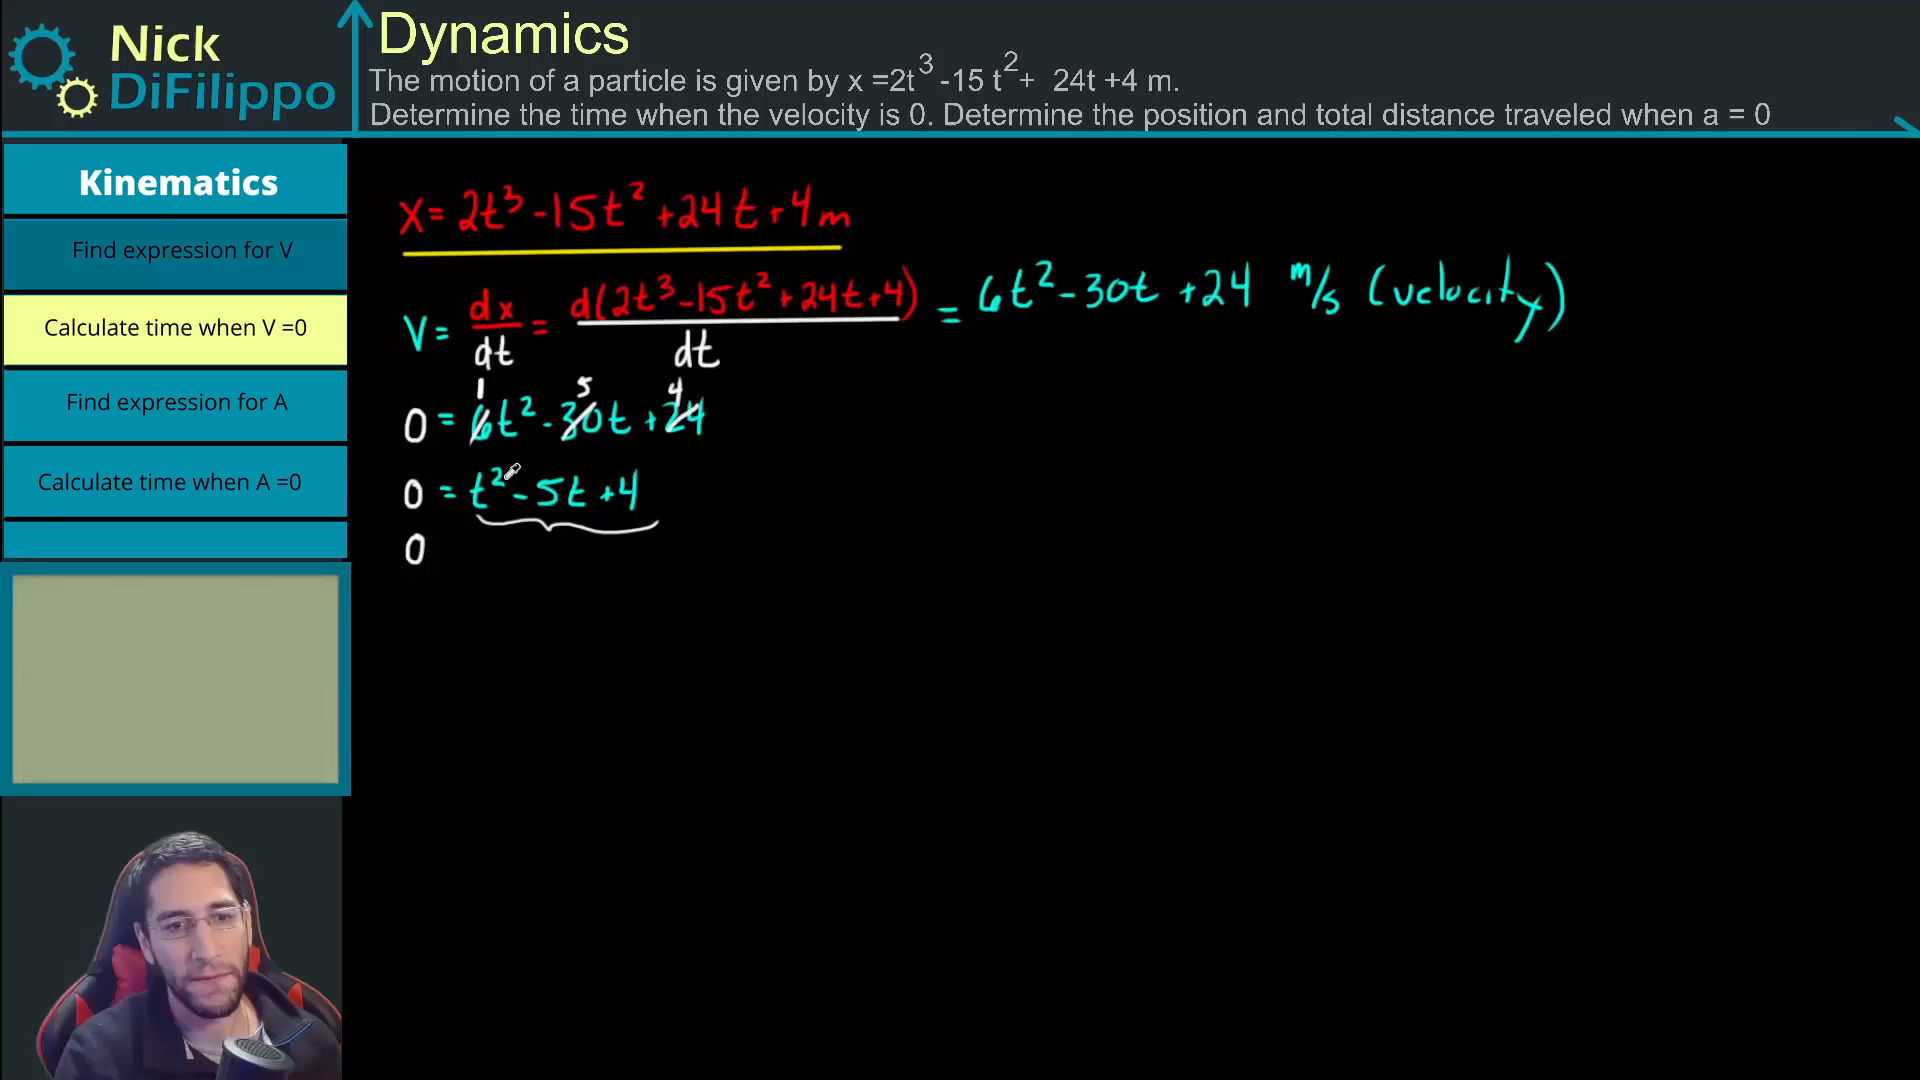 Nick
DiFilippo
Dynamics
The motion of a particle is given by x =2t³ -15 t²+ 24t +4 m.
Determine the time when the velocity is 0. Determine the position and total distance traveled when a = 0
Kinematics
Find expression for V
Calculate time when V =0
Find expression for A
Calculate time when A =0
x = 2t³ -15t² +24t +4m
V = dx/dt = d(2t³ -15t² +24t +4)/dt = 6t² -30t +24 m/s (velocity)
1 5 4
0 = 6t² -30t +24
0 = t² -5t +4
0